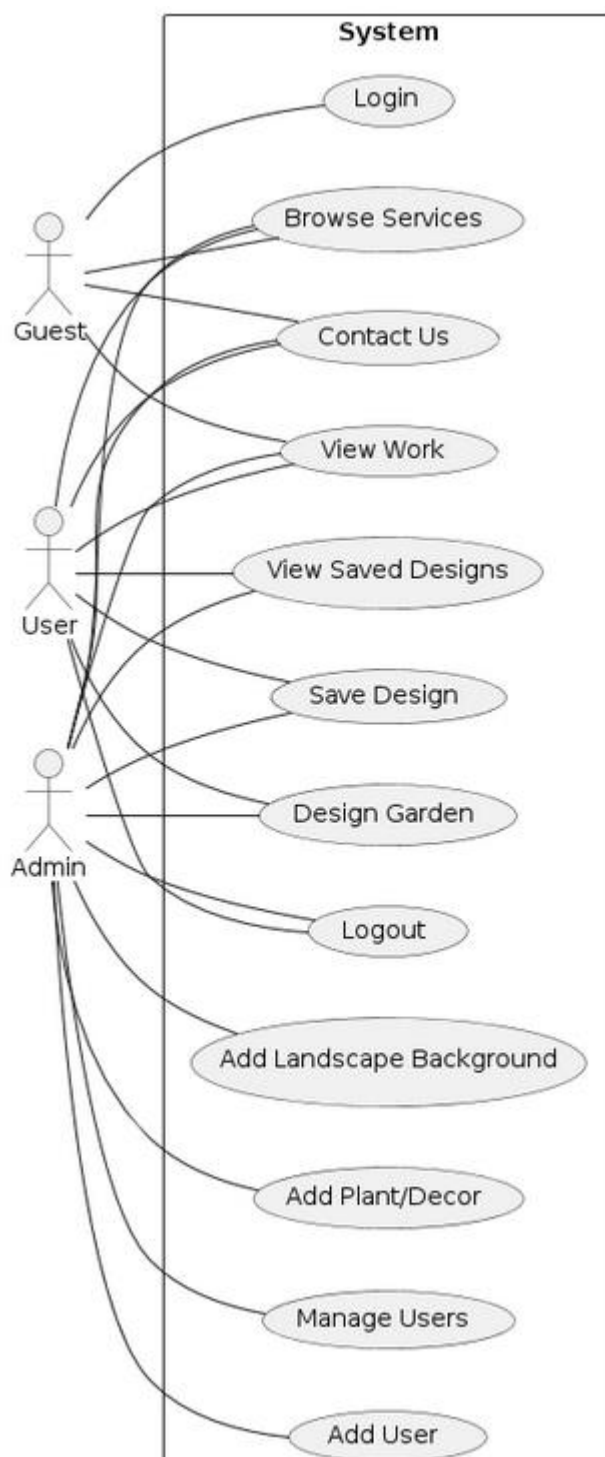 System
Login
Browse Services
Guest
Contact Us
View Work
View Saved Designs
User
Save Design
Admin
Design Garden
Logout
Add Landscape Background
Add Plant/Decor
Manage Users
Add User